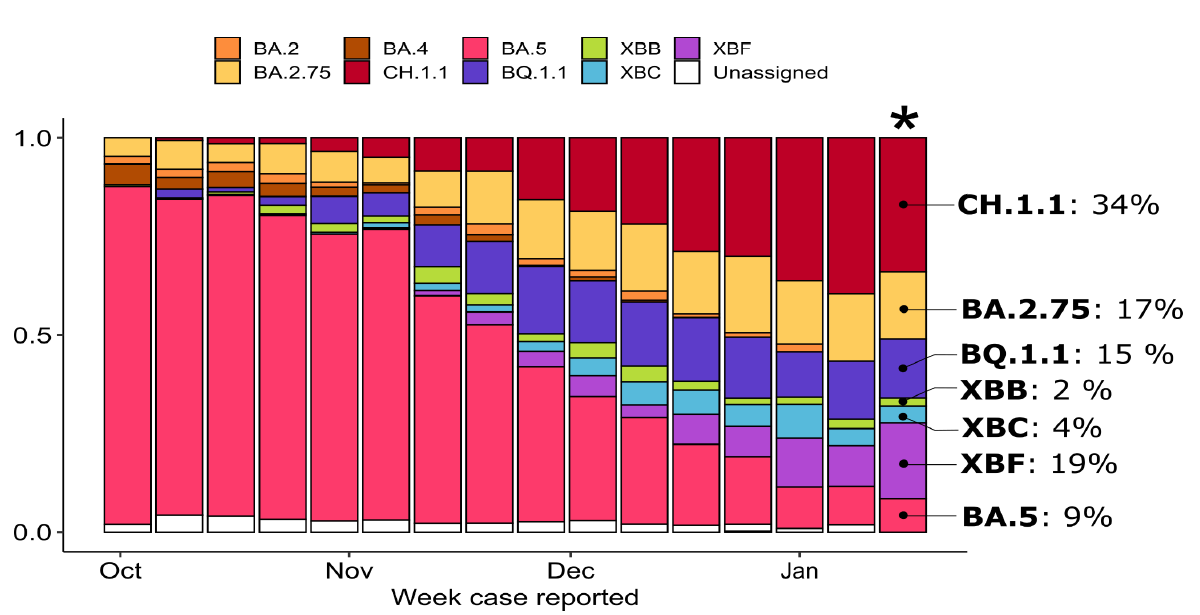 BA.2 BA.4 BA.5 XBB XBF
BA.2.75 CH.1.1 BQ.1.1 XBC Unassigned
1.0
*
CH.1.1: 34%
BA.2.75: 17%
0.5
BQ.1.1: 15 %
XBB: 2 %
XBC: 4%
XBF: 19%
BA.5: 9%
0.0
Oct Nov Dec Jan
Week case reported